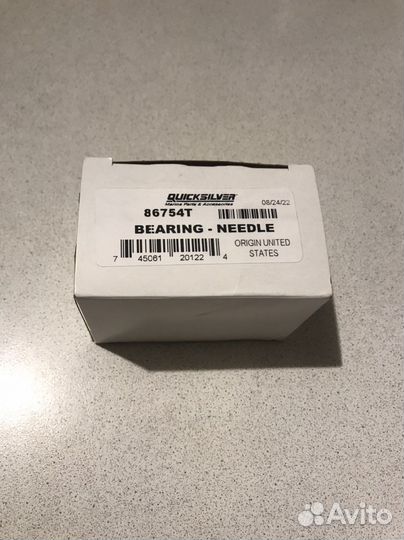 QUICKSILVER
Marine Parts & Accessories
08/24/22
86754T
BEARING - NEEDLE
7 45061 20122 4
ORIGIN UNITED
STATES
Avito